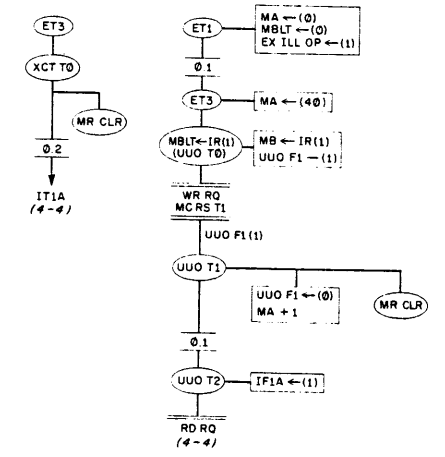 ET3
XCT TØ
MR CLR
Ø.2
IT1A
(4-4)
ET1
MA ←(Ø)
MBLT ←(Ø)
EX ILL OP ←(1)
Ø.1
ET3
MA ←(4Ø)
MBLT←IR(1)
(UUO TØ)
MB ←IR(1)
UUO F1 —(1)
WR RQ
MC RS T1
UUO F1(1)
UUO T1
UUO F1 ←(Ø)
MA + 1
MR CLR
Ø.1
UUO T2
IF1A ←(1)
RD RQ
(4-4)